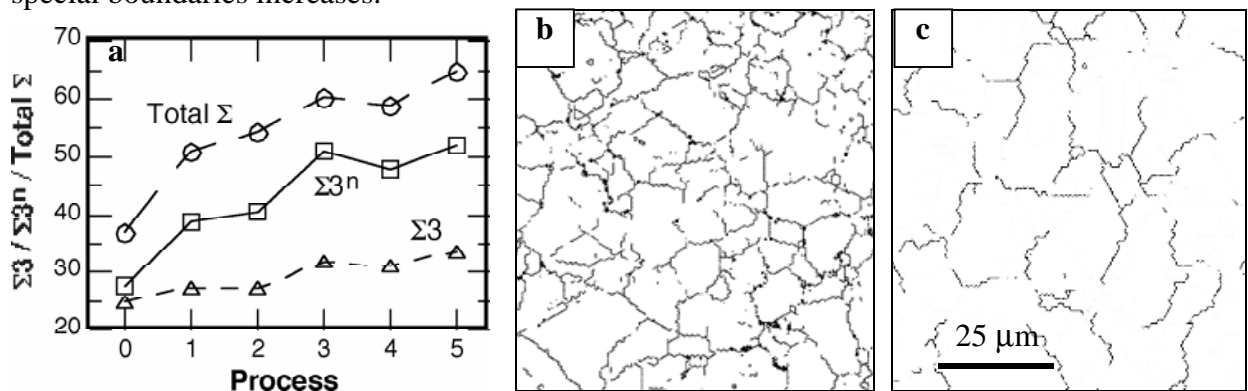 special boundaries increases.
a
b
c
Σ3 / Σ3ⁿ / Total Σ
70
60
50
40
30
20
Total Σ
Σ3ⁿ
Σ3
0 1 2 3 4 5
Process
25 μm